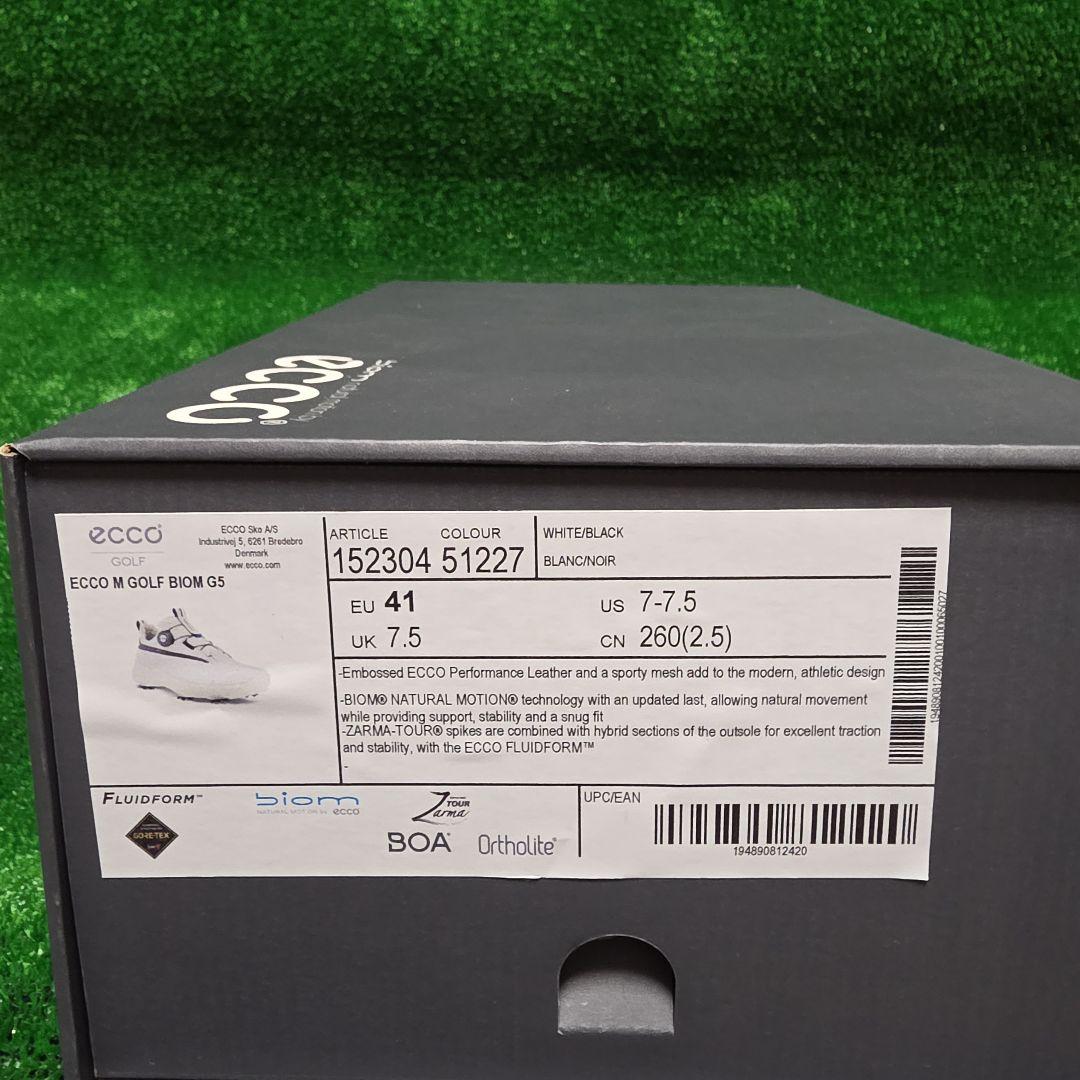 ecco
ecco
GOLF
ECCO Sko A/S
Industrivej 5, 6261 Bredebro
Denmark
www.ecco.com
ECCO M GOLF BIOM G5
ARTICLE COLOUR
152304 51227
WHITE/BLACK
BLANC/NOIR
EU 41
US 7-7.5
UK 7.5
CN 260(2.5)
-Embossed ECCO Performance Leather and a sporty mesh add to the modern, athletic design
-BIOM® NATURAL MOTION® technology with an updated last, allowing natural movement
while providing support, stability and a snug fit
-ZARMA-TOUR® spikes are combined with hybrid sections of the outsole for excellent traction
and stability, with the ECCO FLUIDFORM™
-
FLUIDFORM™
GORE-TEX
biom
NATURAL MOTION by ecco
TOUR
Zarma
BOA®
Ortholite®
UPC/EAN
194890812420